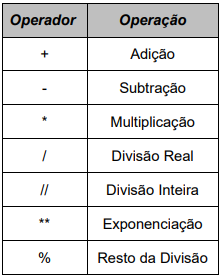 Operador Operação
+ Adição
- Subtração
* Multiplicação
/ Divisão Real
// Divisão Inteira
** Exponenciação
% Resto da Divisão